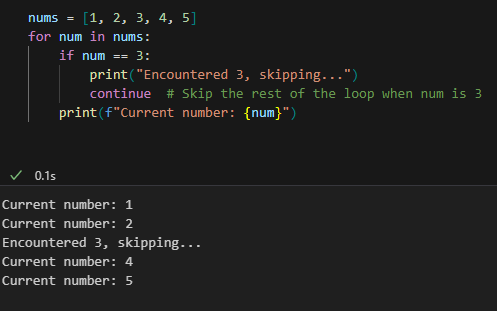 nums = [1, 2, 3, 4, 5]
for num in nums:
    if num == 3:
        print("Encountered 3, skipping...")
        continue  # Skip the rest of the loop when num is 3
    print(f"Current number: {num}")
0.1s
Current number: 1
Current number: 2
Encountered 3, skipping...
Current number: 4
Current number: 5